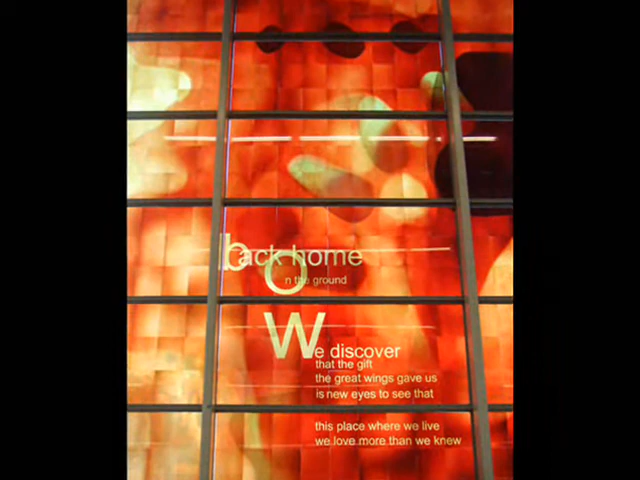 back home
on the ground
We discover
that the gift
the great wings gave us
is new eyes to see that
this place where we live
we love more than we knew